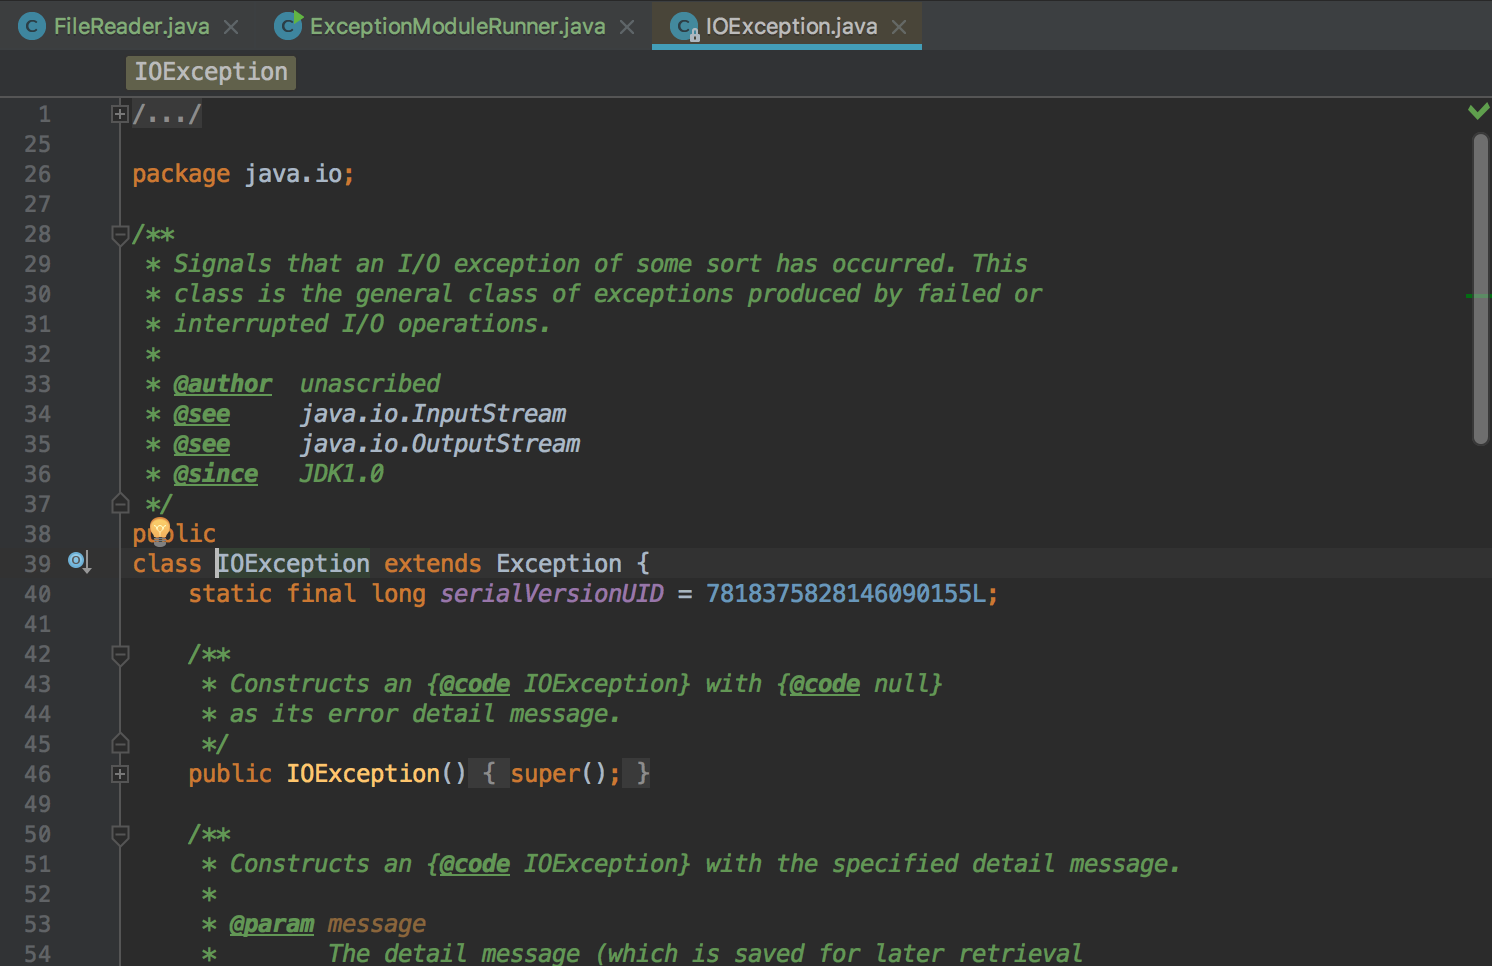 FileReader.java ExceptionModuleRunner.java IOException.java
IOException
1 /.../
25
26 package java.io;
27
28 /**
29 * Signals that an I/O exception of some sort has occurred. This
30 * class is the general class of exceptions produced by failed or
31 * interrupted I/O operations.
32 *
33 * @author unascribed
34 * @see java.io.InputStream
35 * @see java.io.OutputStream
36 * @since JDK1.0
37 */
38 public
39 class IOException extends Exception {
40 static final long serialVersionUID = 7818375828146090155L;
41
42 /**
43 * Constructs an {@code IOException} with {@code null}
44 * as its error detail message.
45 */
46 public IOException() { super(); }
49
50 /**
51 * Constructs an {@code IOException} with the specified detail message.
52 *
53 * @param message
54 * The detail message (which is saved for later retrieval